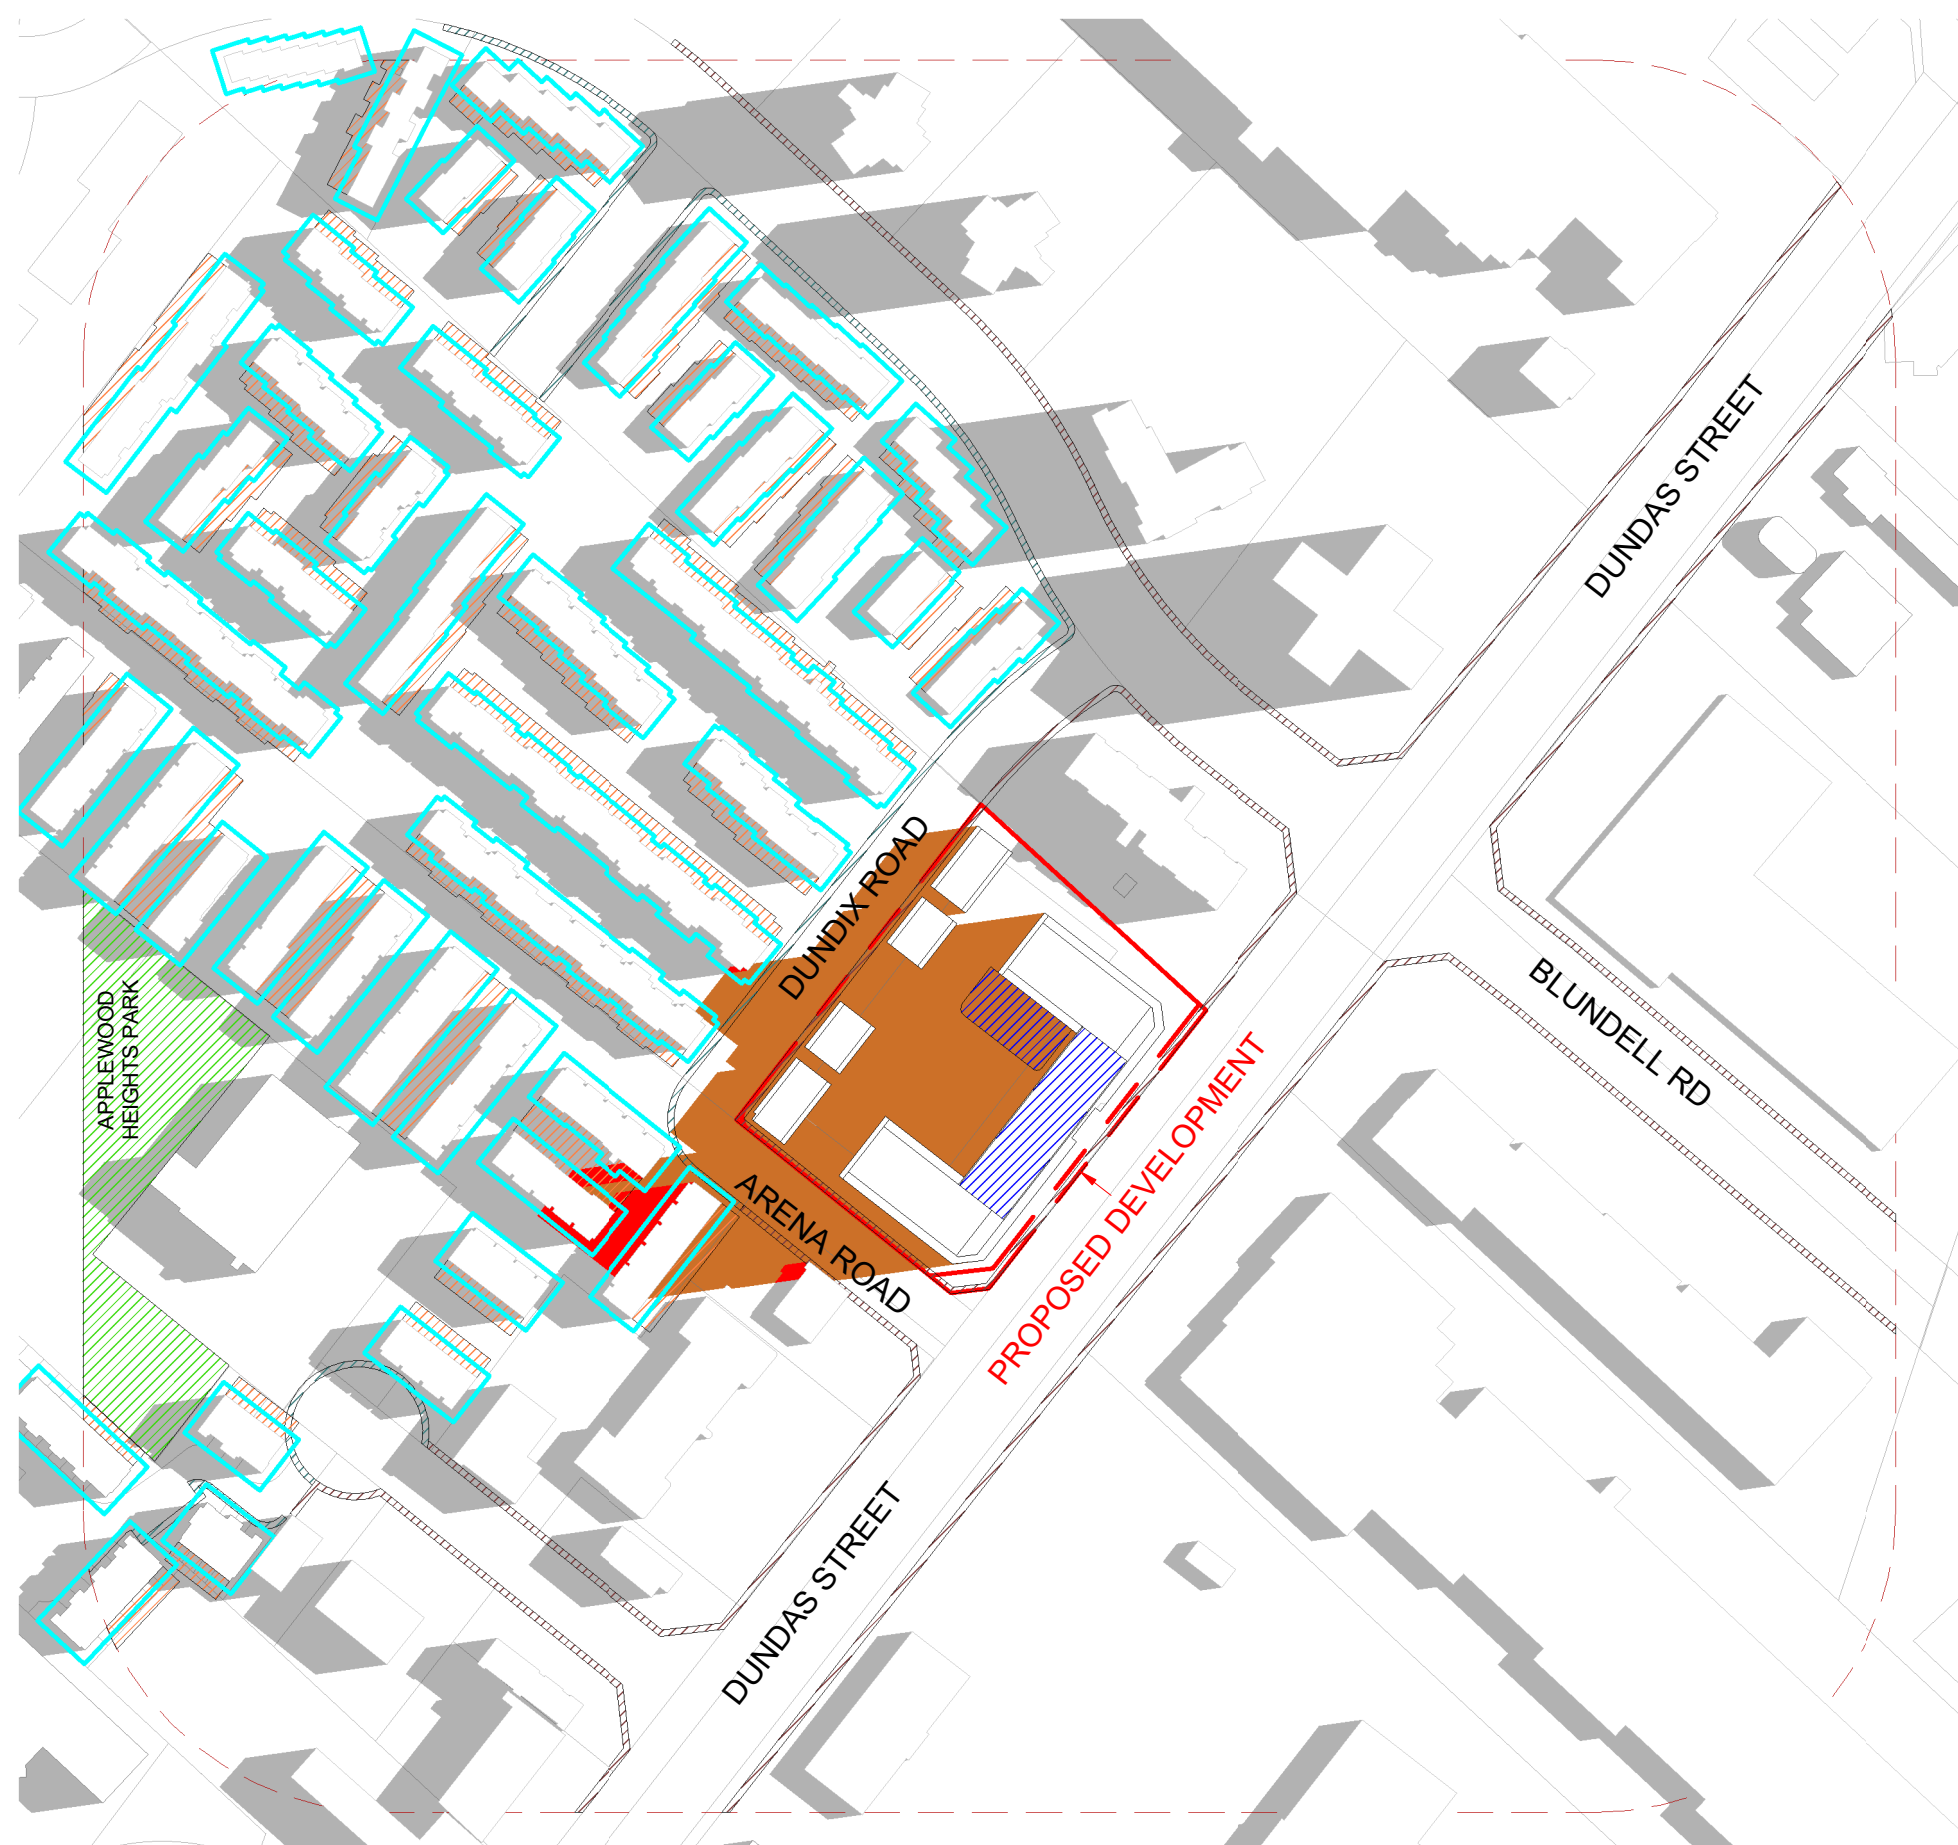 DUNDAS STREET
DUNDIX ROAD
BLUNDELL RD
APPLEWOOD
HEIGHTS PARK
PROPOSED DEVELOPMENT
ARENA ROAD
DUNDAS STREET